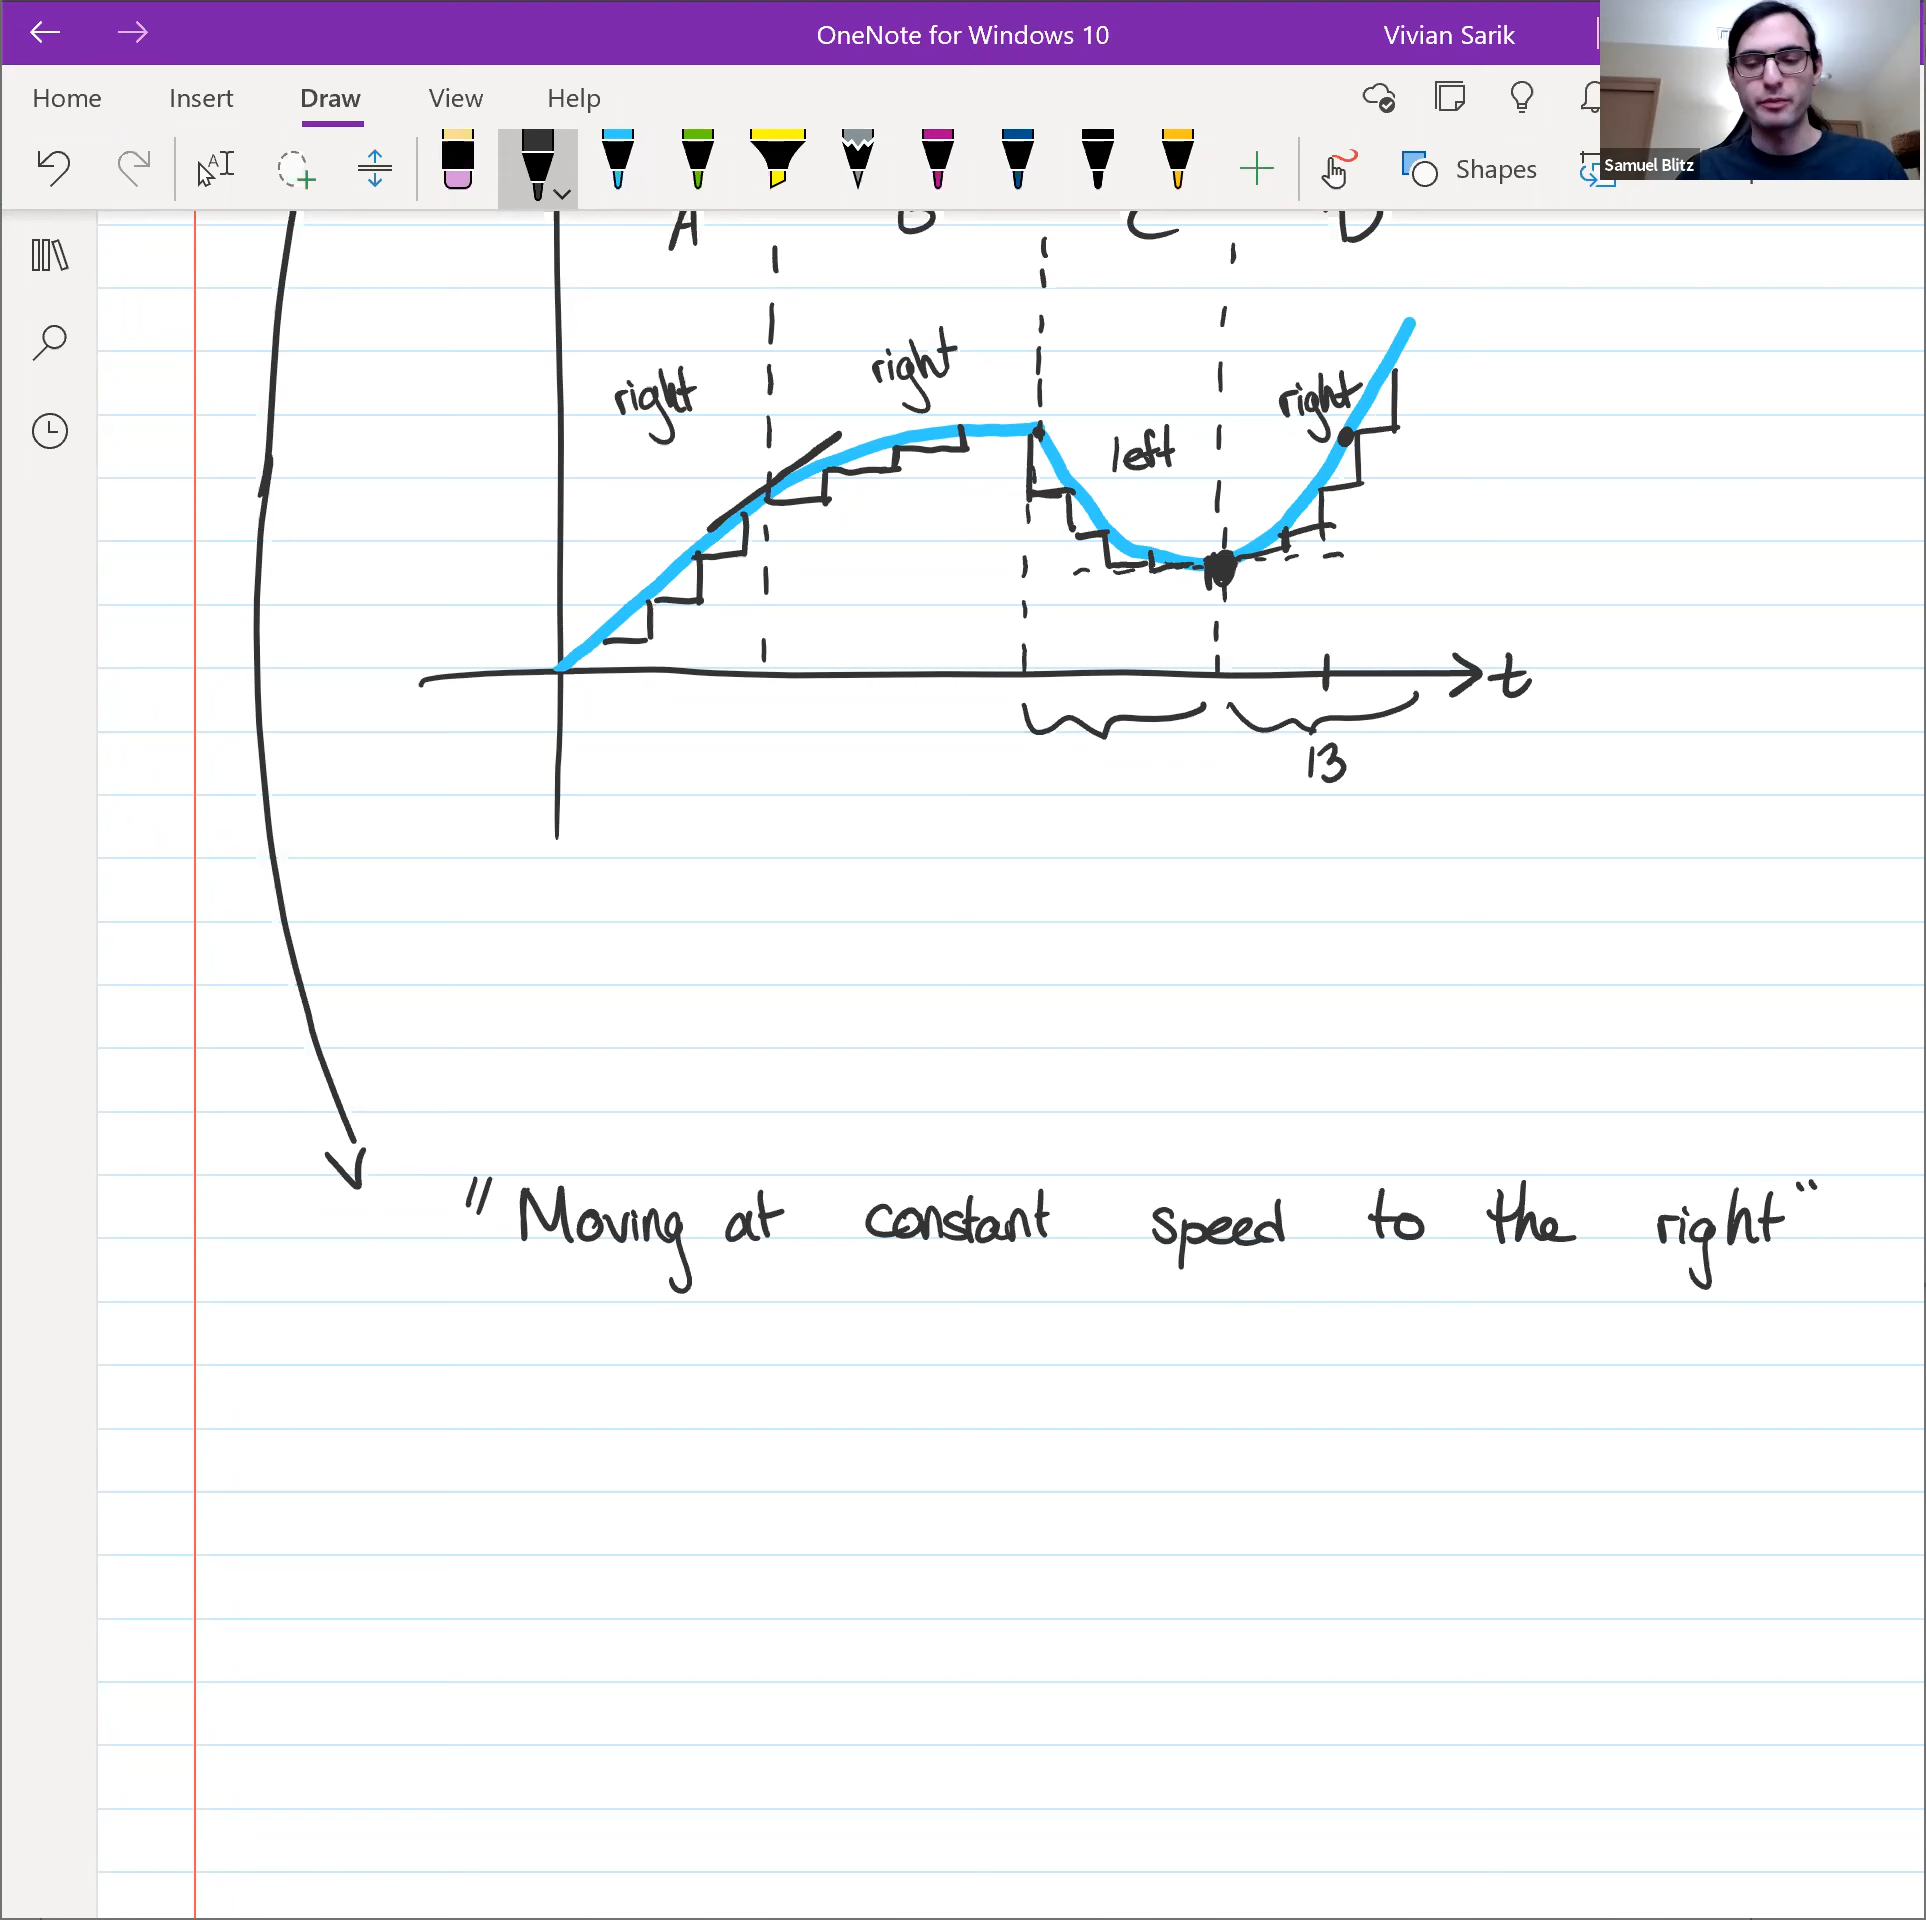 OneNote for Windows 10 Vivian Sarik
Home Insert Draw View Help
Shapes
Samuel Blitz
A B C D
right right left right
t
13
"Moving at constant speed to the right"